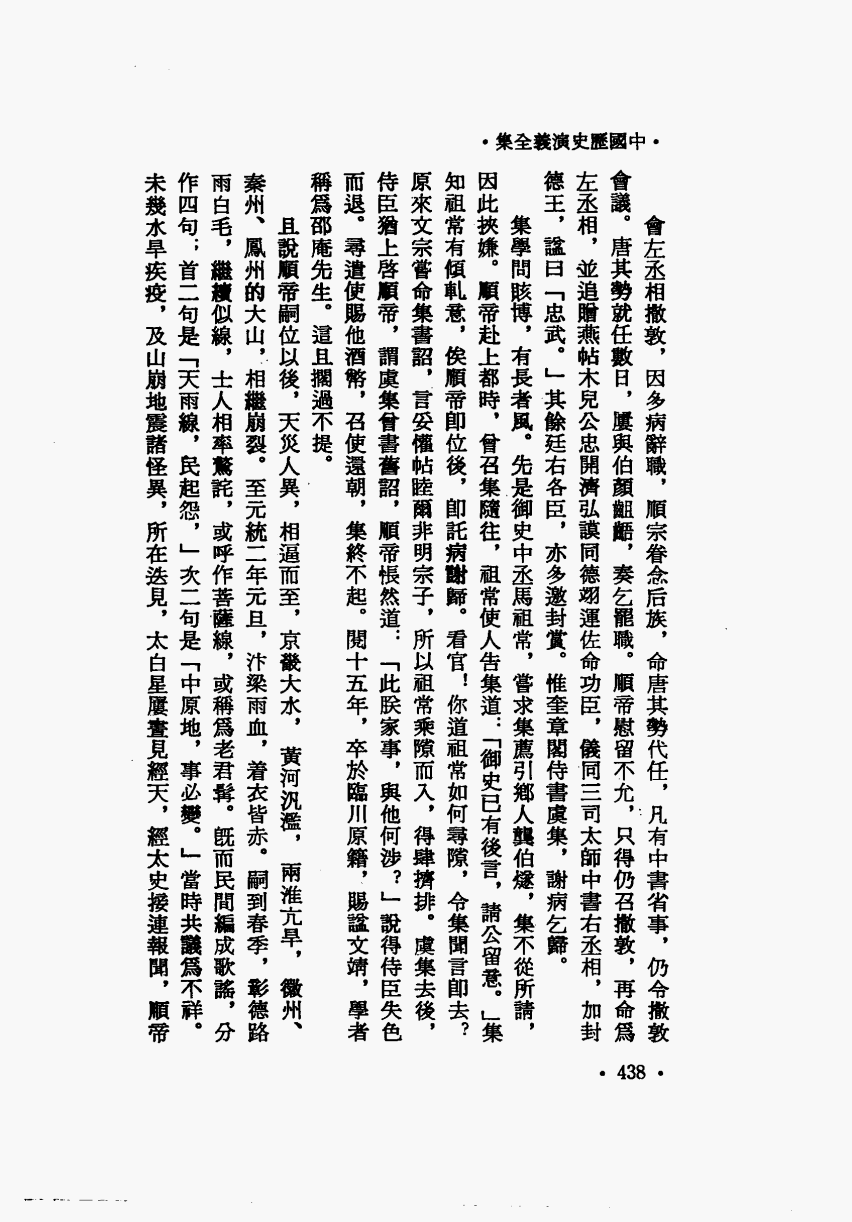 •中國歷史演義全集•
會左丞相撒敦，因多病辭職，順宗眷念后族，命唐其勢代任，凡有中書省事，仍令撒敦
會議。唐其勢就任數日，屢與伯顏齟齬，奏乞罷職。順帝慰留不允，只得仍召撒敦，再命爲
左丞相，並追贈燕帖木兒公忠開濟弘謨同德翊運佐命功臣，儀同三司太師中書右丞相，加封
德王，諡曰「忠武。」其餘廷右各臣，亦多邀封賞。惟奎章閣侍書虞集，謝病乞歸。
集學問賅博，有長者風。先是御史中丞馬祖常，嘗求集薦引鄉人龔伯燧，集不從所請，
因此挾嫌。順帝赴上都時，曾召集隨往，祖常使人告集道：「御史已有後言，請公留意。」集
知祖常有傾軋意，俟順帝卽位後，卽託病謝歸。看官！你道祖常如何尋隙，令集聞言卽去？
原來文宗嘗命集書詔，言妥懽帖睦爾非明宗子，所以祖常乘隙而入，得肆擠排。虞集去後，
侍臣猶上啓順帝，謂虞集曾書舊詔，順帝悵然道：「此朕家事，與他何涉？」說得侍臣失色
而退。尋遣使賜他酒幣，召使還朝，集終不起。閱十五年，卒於臨川原籍，賜諡文靖，學者
稱爲邵庵先生。這且擱過不提。
且說順帝嗣位以後，天災人異，相逼而至，京畿大水，黃河汎濫，兩淮亢旱，徽州、
秦州、鳳州的大山，相繼崩裂。至元統二年元旦，汴梁雨血，着衣皆赤。嗣到春季，彰德路
雨白毛，繼續似線，士人相率驚詫，或呼作菩薩線，或稱爲老君髯。旣而民間編成歌謠，分
作四句；首二句是「天雨線，民起怨，」次二句是「中原地，事必變。」當時共議爲不祥。
未幾水旱疾疫，及山崩地震諸怪異，所在迭見，太白星屢晝見經天，經太史接連報聞，順帝
•438•